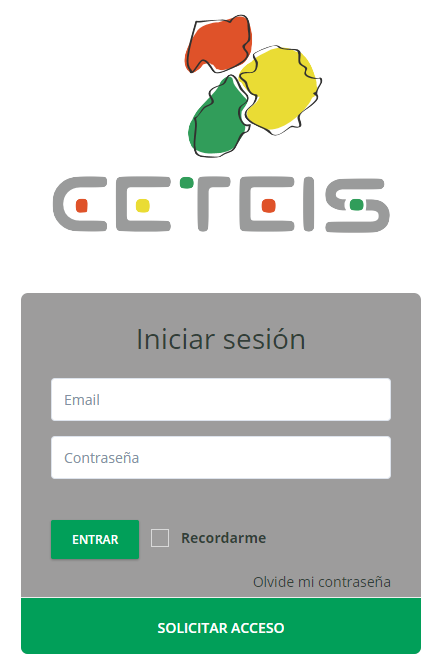 CETEIS
Iniciar sesión
Email
Contraseña
ENTRAR
Recordarme
Olvide mi contraseña
SOLICITAR ACCESO